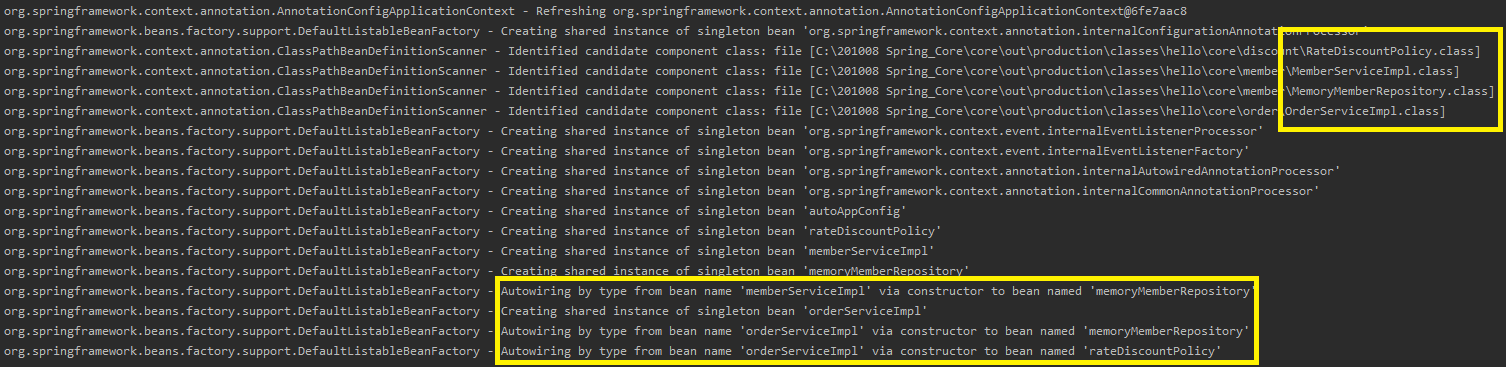 org.springframework.context.annotation.AnnotationConfigApplicationContext - Refreshing org.springframework.context.annotation.AnnotationConfigApplicationContext@6fe7aac8
org.springframework.beans.factory.support.DefaultListableBeanFactory - Creating shared instance of singleton bean 'org.springframework.context.annotation.internalConfigurationAnnotationProcessor'
org.springframework.context.annotation.ClassPathBeanDefinitionScanner - Identified candidate component class: file [C:\201008 Spring_Core\core\out\production\classes\hello\core\discount\RateDiscountPolicy.class]
org.springframework.context.annotation.ClassPathBeanDefinitionScanner - Identified candidate component class: file [C:\201008 Spring_Core\core\out\production\classes\hello\core\member\MemberServiceImpl.class]
org.springframework.context.annotation.ClassPathBeanDefinitionScanner - Identified candidate component class: file [C:\201008 Spring_Core\core\out\production\classes\hello\core\member\MemoryMemberRepository.class]
org.springframework.context.annotation.ClassPathBeanDefinitionScanner - Identified candidate component class: file [C:\201008 Spring_Core\core\out\production\classes\hello\core\order\OrderServiceImpl.class]
org.springframework.beans.factory.support.DefaultListableBeanFactory - Creating shared instance of singleton bean 'org.springframework.context.event.internalEventListenerProcessor'
org.springframework.beans.factory.support.DefaultListableBeanFactory - Creating shared instance of singleton bean 'org.springframework.context.event.internalEventListenerFactory'
org.springframework.beans.factory.support.DefaultListableBeanFactory - Creating shared instance of singleton bean 'org.springframework.context.annotation.internalAutowiredAnnotationProcessor'
org.springframework.beans.factory.support.DefaultListableBeanFactory - Creating shared instance of singleton bean 'org.springframework.context.annotation.internalCommonAnnotationProcessor'
org.springframework.beans.factory.support.DefaultListableBeanFactory - Creating shared instance of singleton bean 'autoAppConfig'
org.springframework.beans.factory.support.DefaultListableBeanFactory - Creating shared instance of singleton bean 'rateDiscountPolicy'
org.springframework.beans.factory.support.DefaultListableBeanFactory - Creating shared instance of singleton bean 'memberServiceImpl'
org.springframework.beans.factory.support.DefaultListableBeanFactory - Creating shared instance of singleton bean 'memoryMemberRepository'
org.springframework.beans.factory.support.DefaultListableBeanFactory - Autowiring by type from bean name 'memberServiceImpl' via constructor to bean named 'memoryMemberRepository'
org.springframework.beans.factory.support.DefaultListableBeanFactory - Creating shared instance of singleton bean 'orderServiceImpl'
org.springframework.beans.factory.support.DefaultListableBeanFactory - Autowiring by type from bean name 'orderServiceImpl' via constructor to bean named 'memoryMemberRepository'
org.springframework.beans.factory.support.DefaultListableBeanFactory - Autowiring by type from bean name 'orderServiceImpl' via constructor to bean named 'rateDiscountPolicy'